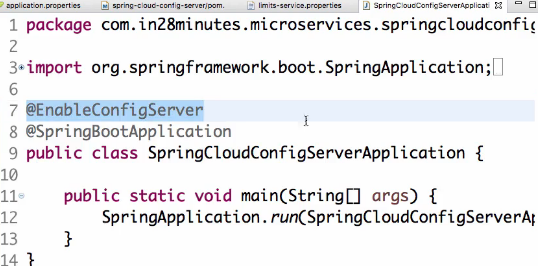 application.properties spring-cloud-config-server/pom. limits-service.properties SpringCloudConfigServerApplicati
1 package com.in28minutes.microservices.springcloudconfig
2
3 import org.springframework.boot.SpringApplication;
6
7 @EnableConfigServer
8 @SpringBootApplication
9 public class SpringCloudConfigServerApplication {
10
11 public static void main(String[] args) {
12 SpringApplication.run(SpringCloudConfigServerAp
13 }
14 }